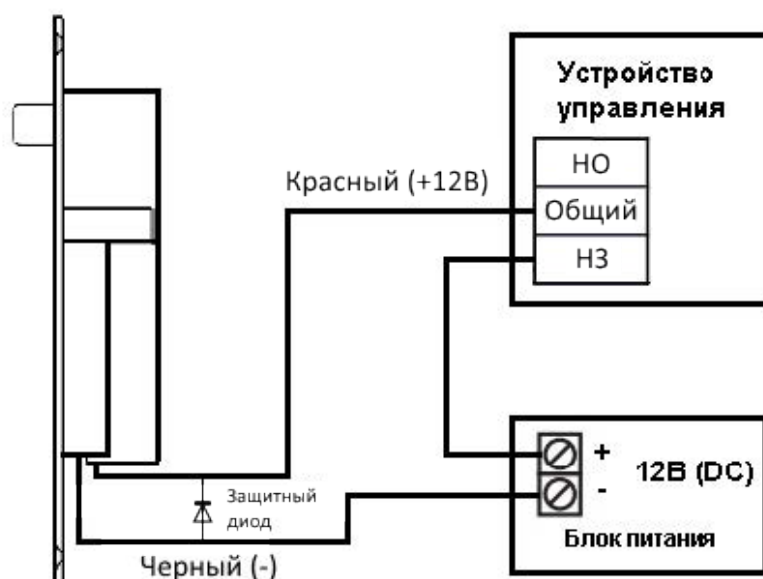 Устройство
управления
НО
Красный (+12В)
Общий
НЗ
+
12В (DC)
-
Защитный
диод
Блок питания
Черный (-)